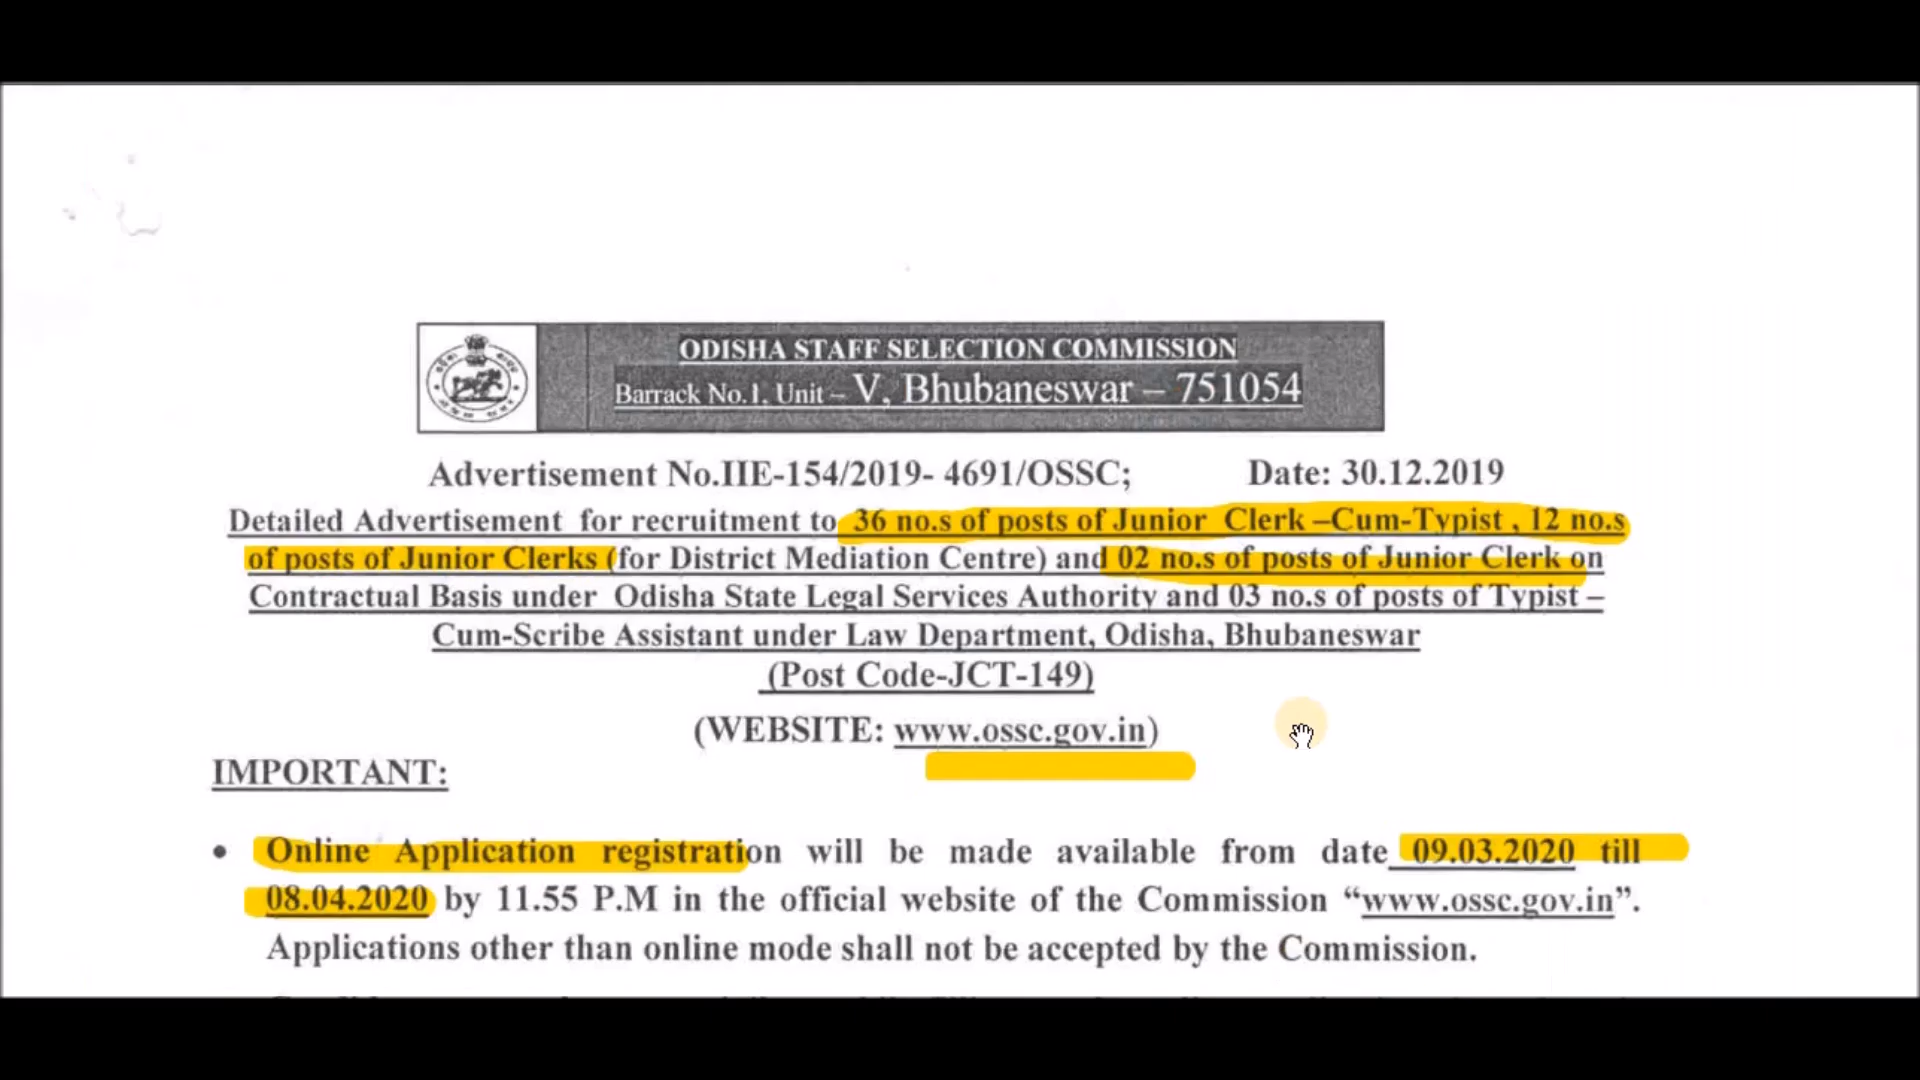 ODISHA STAFF SELECTION COMMISSION
Barrack No.1, Unit – V, Bhubaneswar – 751054
Advertisement No.IIE-154/2019- 4691/OSSC; Date: 30.12.2019
Detailed Advertisement for recruitment to 36 no.s of posts of Junior Clerk –Cum-Typist , 12 no.s
of posts of Junior Clerks (for District Mediation Centre) and 02 no.s of posts of Junior Clerk on
Contractual Basis under Odisha State Legal Services Authority and 03 no.s of posts of Typist –
Cum-Scribe Assistant under Law Department, Odisha, Bhubaneswar
(Post Code-JCT-149)
(WEBSITE: www.ossc.gov.in)
IMPORTANT:
• Online Application registration will be made available from date 09.03.2020 till
08.04.2020 by 11.55 P.M in the official website of the Commission “www.ossc.gov.in”.
Applications other than online mode shall not be accepted by the Commission.